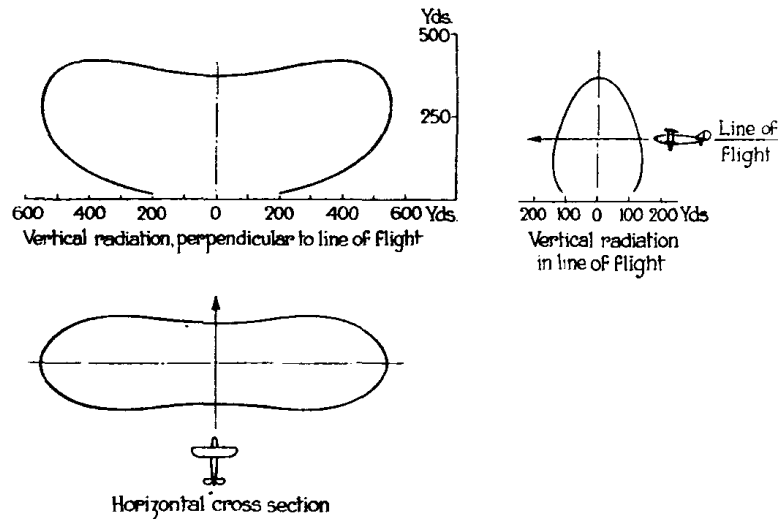 Yds.
500
250
600 400 200 0 200 400 600 Yds.
Vertical radiation, perpendicular to line of flight
Line of
flight
200 100 0 100 200 Yds
Vertical radiation
in line of flight
Horizontal cross section